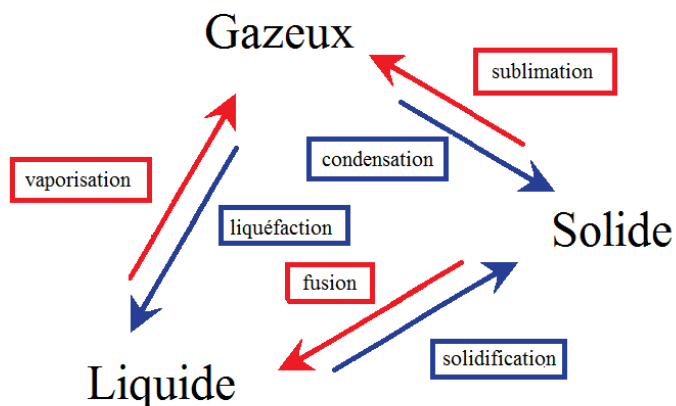 Gazeux
sublimation
condensation
vaporisation
liquéfaction
Solide
fusion
solidification
Liquide